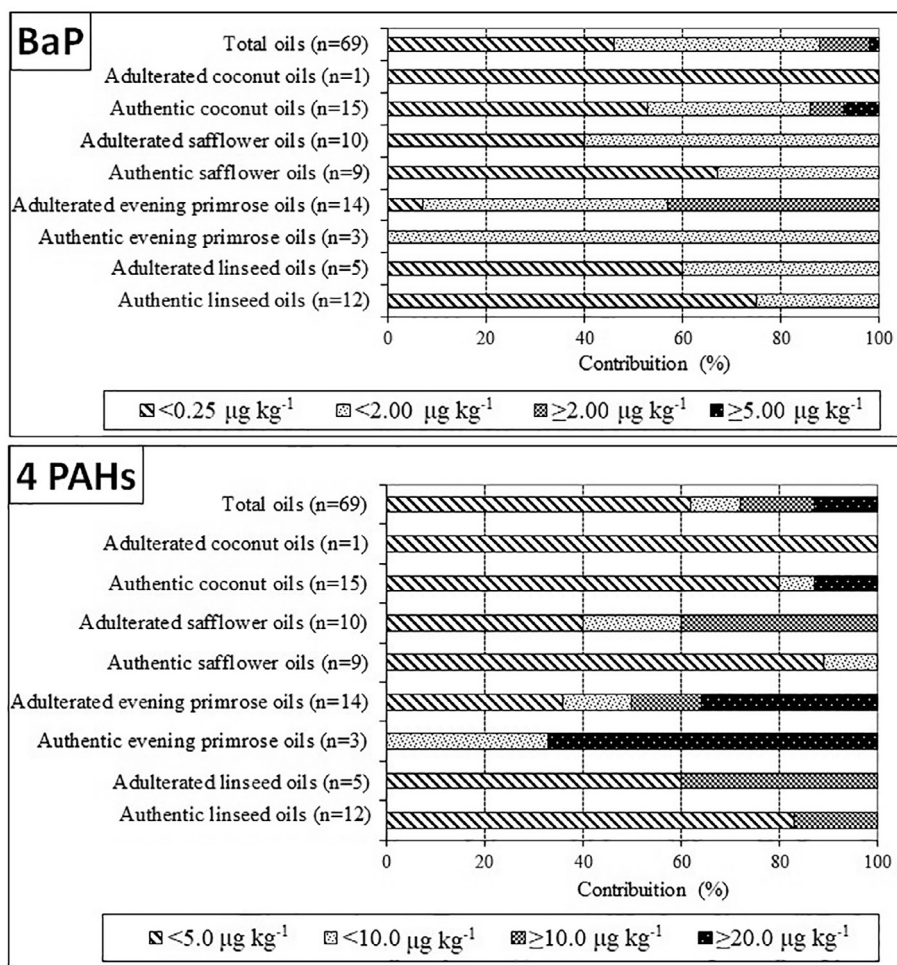 BaP
Total oils (n=69)
Adulterated coconut oils (n=1)
Authentic coconut oils (n=15)
Adulterated safflower oils (n=10)
Authentic safflower oils (n=9)
Adulterated evening primrose oils (n=14)
Authentic evening primrose oils (n=3)
Adulterated linseed oils (n=5)
Authentic linseed oils (n=12)
0 20 40 60 80 100
Contribuition (%)
<0.25 µg kg⁻¹ <2.00 µg kg⁻¹ ≥2.00 µg kg⁻¹ ≥5.00 µg kg⁻¹
4 PAHs
Total oils (n=69)
Adulterated coconut oils (n=1)
Authentic coconut oils (n=15)
Adulterated safflower oils (n=10)
Authentic safflower oils (n=9)
Adulterated evening primrose oils (n=14)
Authentic evening primrose oils (n=3)
Adulterated linseed oils (n=5)
Authentic linseed oils (n=12)
0 20 40 60 80 100
Contribuition (%)
<5.0 µg kg⁻¹ <10.0 µg kg⁻¹ ≥10.0 µg kg⁻¹ ≥20.0 µg kg⁻¹